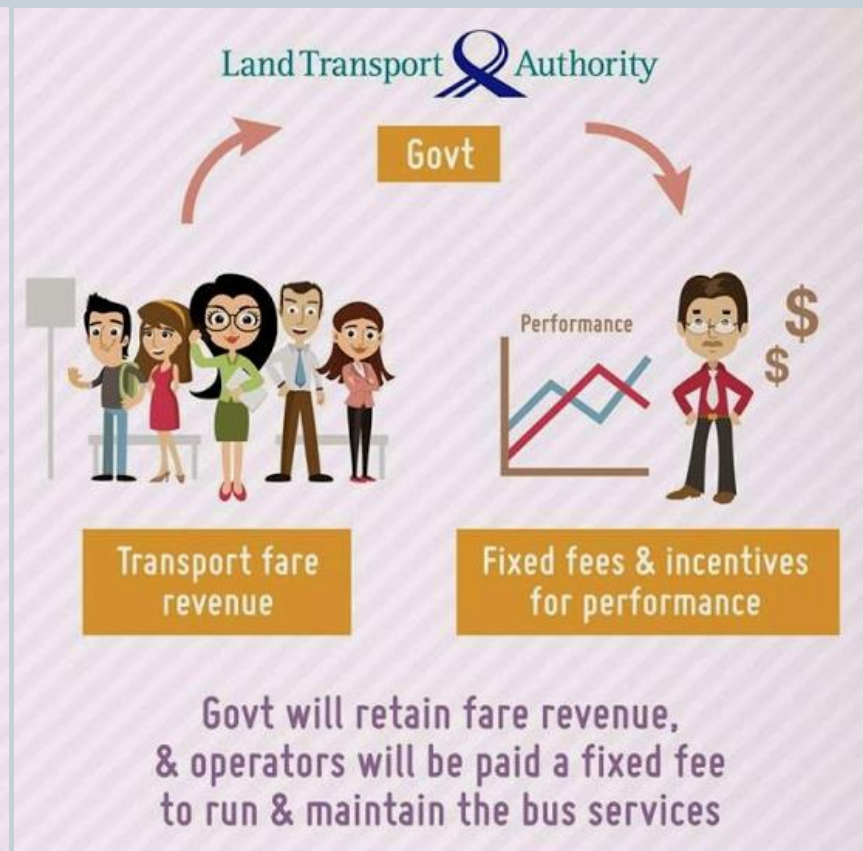 Land Transport Authority
Govt
Performance
$
$
Transport fare
revenue
Fixed fees & incentives
for performance
Govt will retain fare revenue,
& operators will be paid a fixed fee
to run & maintain the bus services